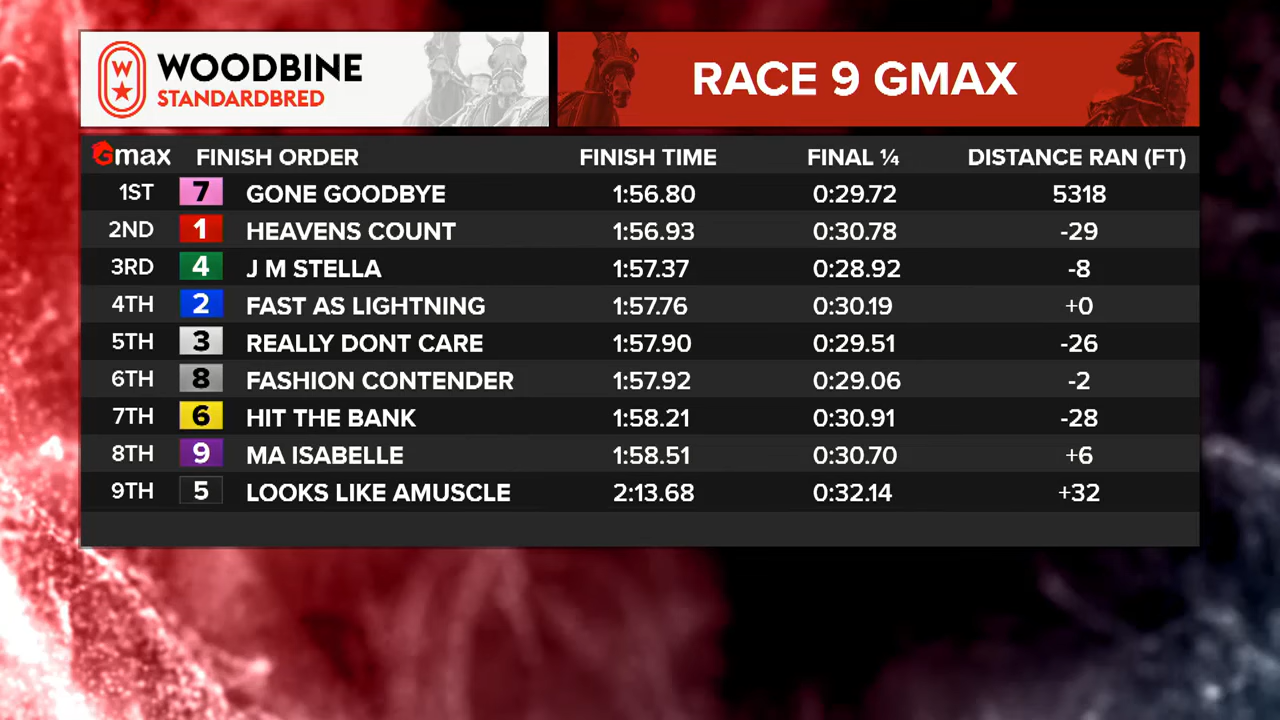 W
WOODBINE
STANDARDBRED
RACE 9 GMAX
Gmax FINISH ORDER FINISH TIME FINAL ¼ DISTANCE RAN (FT)
1ST 7 GONE GOODBYE 1:56.80 0:29.72 5318
2ND 1 HEAVENS COUNT 1:56.93 0:30.78 -29
3RD 4 J M STELLA 1:57.37 0:28.92 -8
4TH 2 FAST AS LIGHTNING 1:57.76 0:30.19 +0
5TH 3 REALLY DONT CARE 1:57.90 0:29.51 -26
6TH 8 FASHION CONTENDER 1:57.92 0:29.06 -2
7TH 6 HIT THE BANK 1:58.21 0:30.91 -28
8TH 9 MA ISABELLE 1:58.51 0:30.70 +6
9TH 5 LOOKS LIKE AMUSCLE 2:13.68 0:32.14 +32